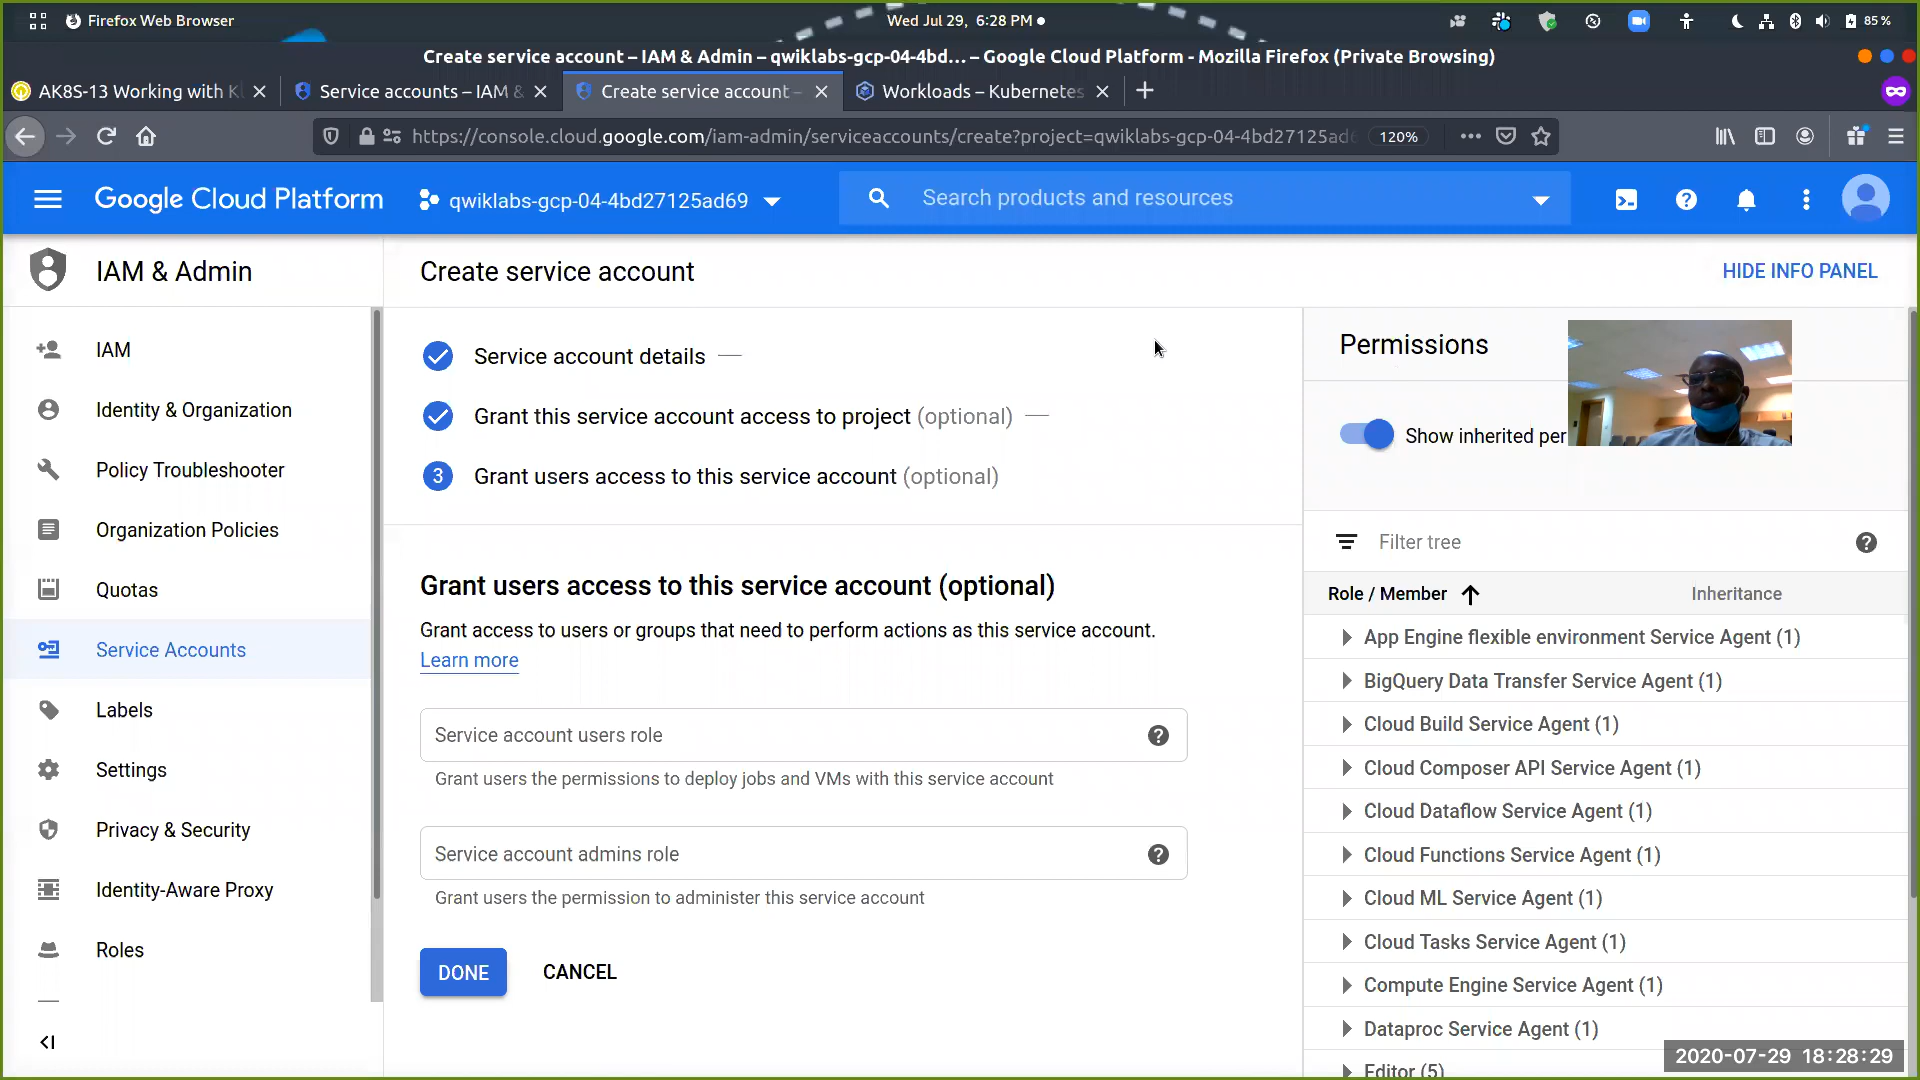 Firefox Web Browser
Wed Jul 29, 6:28 PM
85 %
Create service account – IAM & Admin – qwiklabs-gcp-04-4bd... – Google Cloud Platform - Mozilla Firefox (Private Browsing)
AK8S-13 Working with Kl
Service accounts – IAM &
Create service account –
Workloads – Kubernetes
https://console.cloud.google.com/iam-admin/serviceaccounts/create?project=qwiklabs-gcp-04-4bd27125ad6
120%
Google Cloud Platform
qwiklabs-gcp-04-4bd27125ad69
Search products and resources
IAM & Admin
Create service account
HIDE INFO PANEL
IAM
Identity & Organization
Policy Troubleshooter
Organization Policies
Quotas
Service Accounts
Labels
Settings
Privacy & Security
Identity-Aware Proxy
Roles
Service account details
Grant this service account access to project (optional)
3 Grant users access to this service account (optional)
Grant users access to this service account (optional)
Grant access to users or groups that need to perform actions as this service account.
Learn more
Service account users role
Grant users the permissions to deploy jobs and VMs with this service account
Service account admins role
Grant users the permission to administer this service account
DONE
CANCEL
Permissions
Show inherited per
Filter tree
Role / Member
Inheritance
App Engine flexible environment Service Agent (1)
BigQuery Data Transfer Service Agent (1)
Cloud Build Service Agent (1)
Cloud Composer API Service Agent (1)
Cloud Dataflow Service Agent (1)
Cloud Functions Service Agent (1)
Cloud ML Service Agent (1)
Cloud Tasks Service Agent (1)
Compute Engine Service Agent (1)
Dataproc Service Agent (1)
Editor (5)
2020-07-29 18:28:29